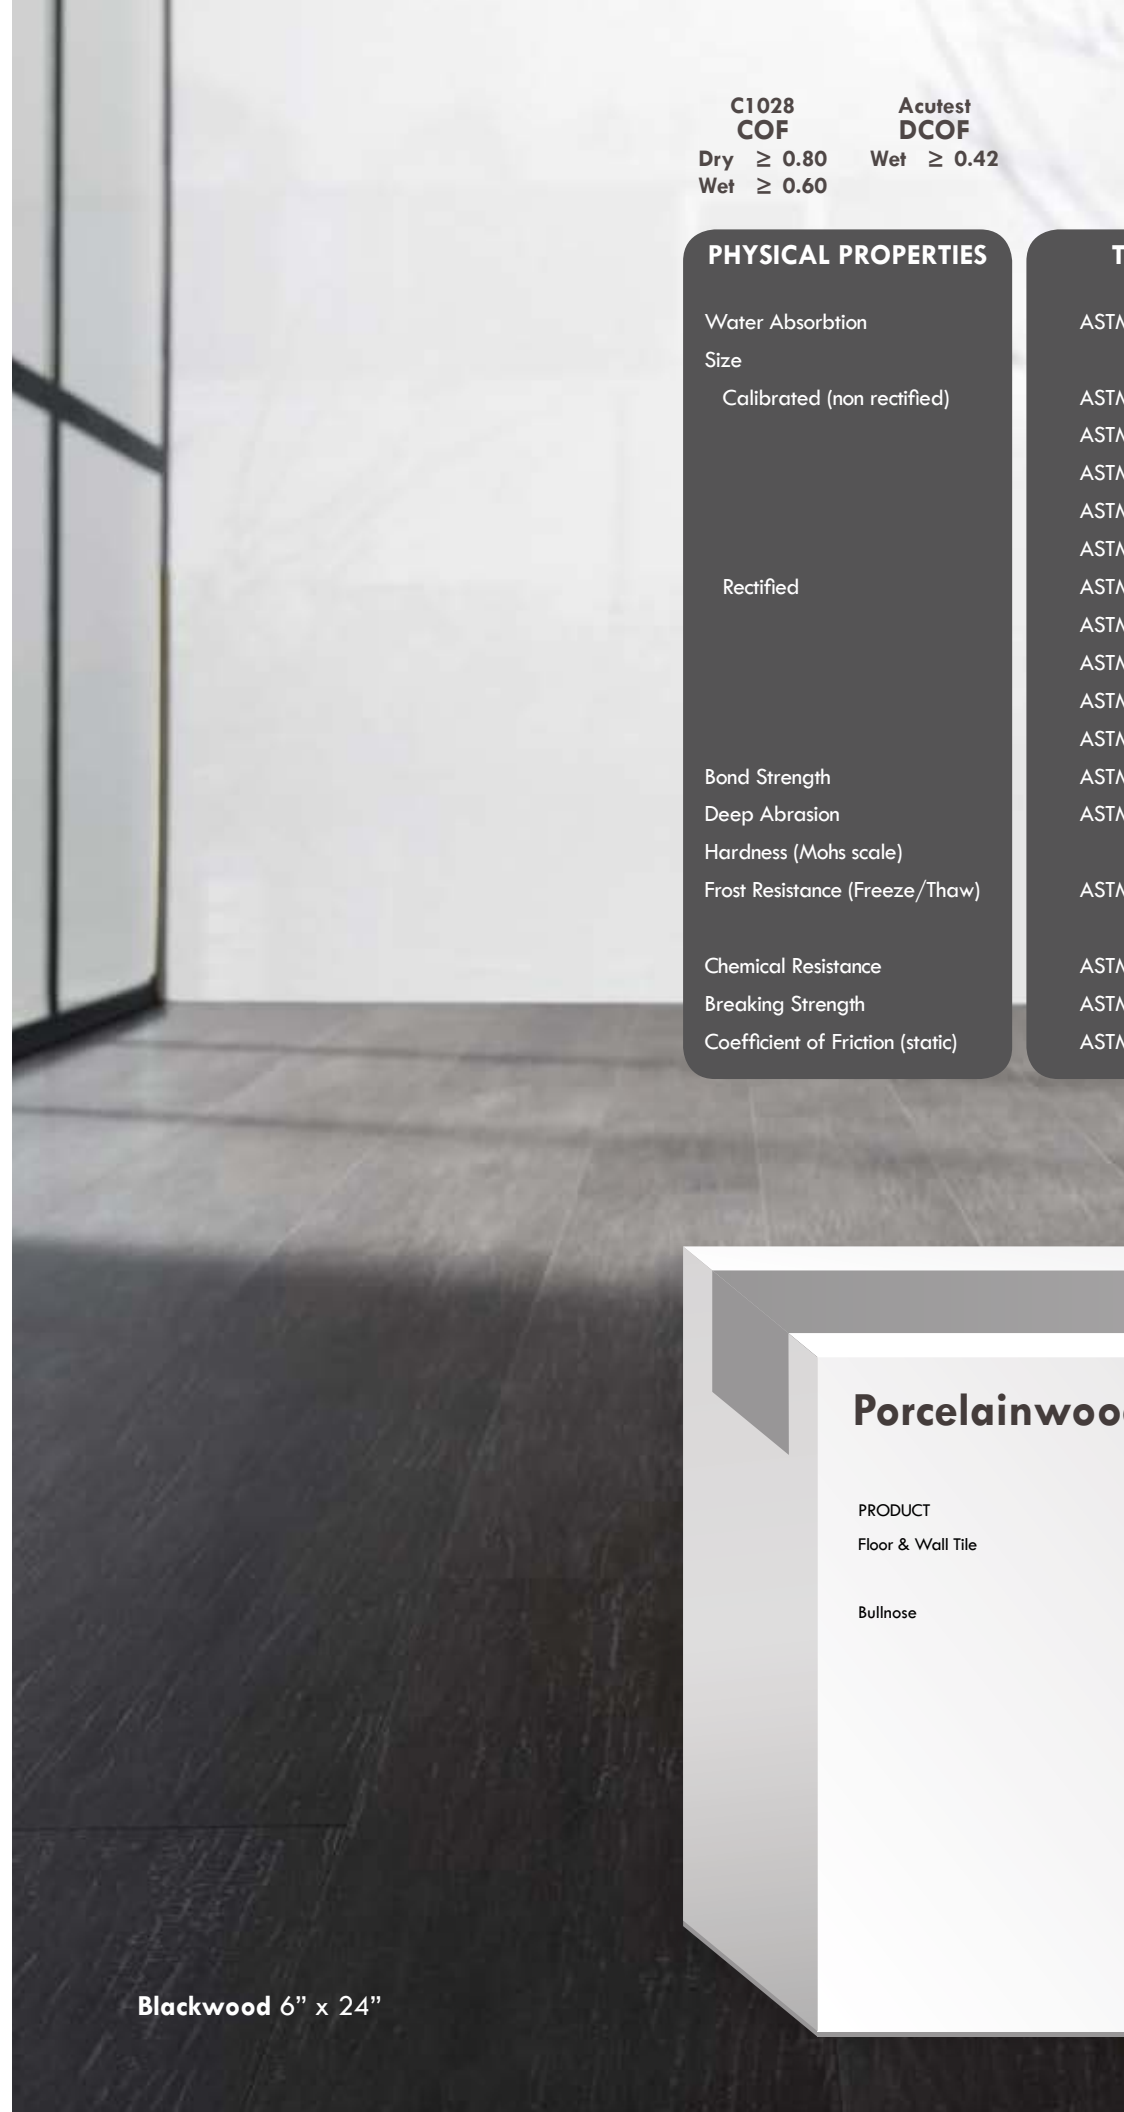 C1028
COF
Dry ≥ 0.80
Wet ≥ 0.60
Acutest
DCOF
Wet ≥ 0.42
PHYSICAL PROPERTIES
Water Absorbtion
Size
Calibrated (non rectified)
Rectified
Bond Strength
Deep Abrasion
Hardness (Mohs scale)
Frost Resistance (Freeze/Thaw)
Chemical Resistance
Breaking Strength
Coefficient of Friction (static)
Porcelainwoo
PRODUCT
Floor & Wall Tile
Bullnose
Blackwood 6” x 24”